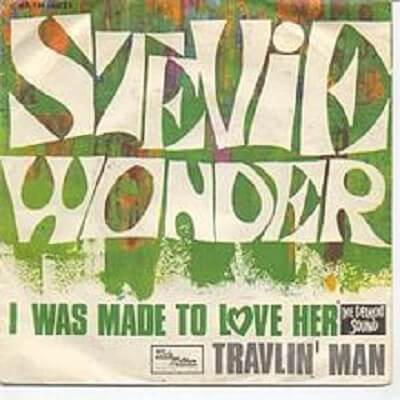 STEVIE
WONDER
I WAS MADE TO LOVE HER
THE DETROIT
SOUND
TRAVLIN' MAN